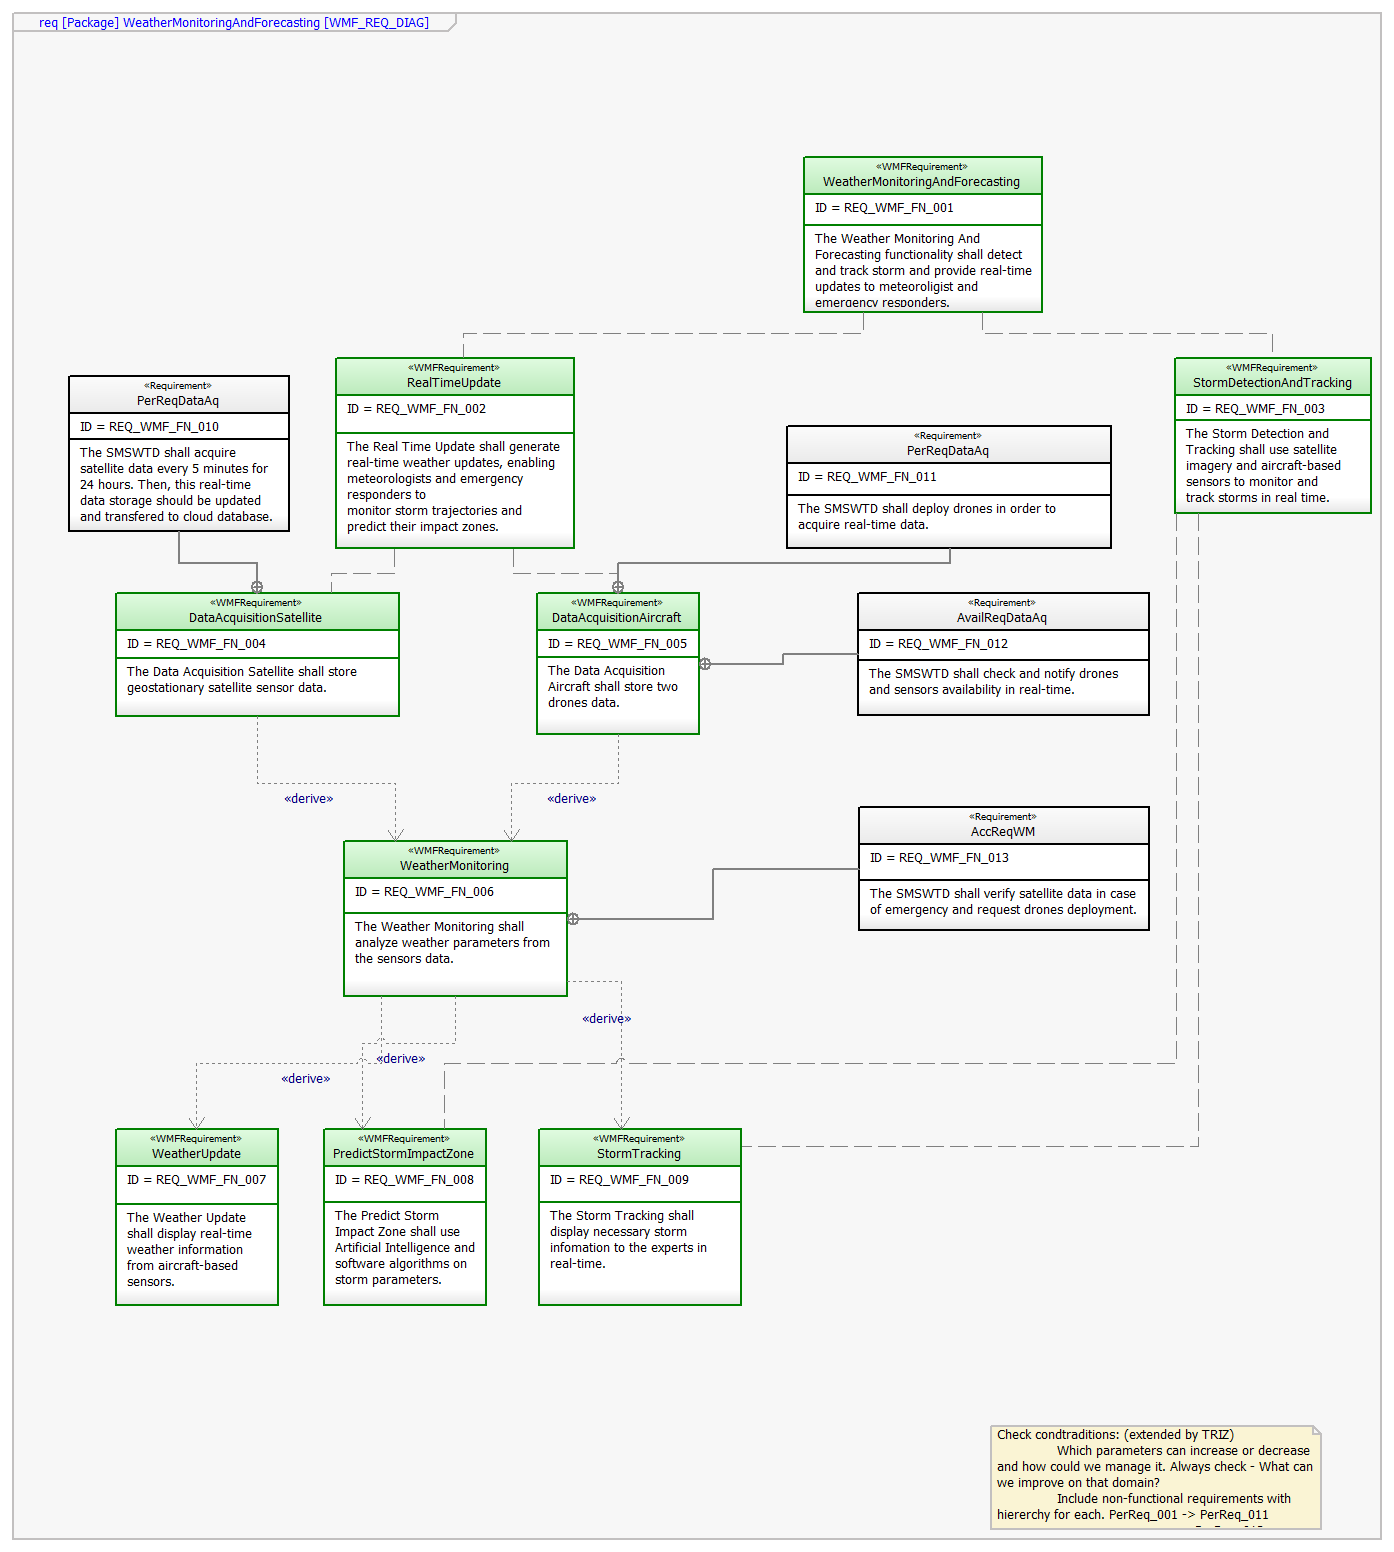 req [Package] WeatherMonitoringAndForecasting [WMF_REQ_DIAG]
«WMFRequirement»
WeatherMonitoringAndForecasting
ID = REQ_WMF_FN_001
The Weather Monitoring And
Forecasting functionality shall detect
and track storm and provide real-time
updates to meteoroligist and
emergency responders.
«WMFRequirement»
RealTimeUpdate
ID = REQ_WMF_FN_002
The Real Time Update shall generate
real-time weather updates, enabling
meteorologists and emergency
responders to
monitor storm trajectories and
predict their impact zones.
«WMFRequirement»
StormDetectionAndTracking
ID = REQ_WMF_FN_003
The Storm Detection and
Tracking shall use satellite
imagery and aircraft-based
sensors to monitor and
track storms in real time.
«Requirement»
PerReqDataAq
ID = REQ_WMF_FN_010
The SMSWTD shall acquire
satellite data every 5 minutes for
24 hours. Then, this real-time
data storage should be updated
and transfered to cloud database.
«Requirement»
PerReqDataAq
ID = REQ_WMF_FN_011
The SMSWTD shall deploy drones in order to
acquire real-time data.
«WMFRequirement»
DataAcquisitionSatellite
ID = REQ_WMF_FN_004
The Data Acquisition Satellite shall store
geostationary satellite sensor data.
«WMFRequirement»
DataAcquisitionAircraft
ID = REQ_WMF_FN_005
The Data Acquisition
Aircraft shall store two
drones data.
«Requirement»
AvailReqDataAq
ID = REQ_WMF_FN_012
The SMSWTD shall check and notify drones
and sensors availability in real-time.
«derive»
«derive»
«Requirement»
AccReqWM
ID = REQ_WMF_FN_013
The SMSWTD shall verify satellite data in case
of emergency and request drones deployment.
«WMFRequirement»
WeatherMonitoring
ID = REQ_WMF_FN_006
The Weather Monitoring shall
analyze weather parameters from
the sensors data.
«derive»
«derive»
«derive»
«WMFRequirement»
WeatherUpdate
ID = REQ_WMF_FN_007
The Weather Update
shall display real-time
weather information
from aircraft-based
sensors.
«WMFRequirement»
PredictStormImpactZone
ID = REQ_WMF_FN_008
The Predict Storm
Impact Zone shall use
Artificial Intelligence and
software algorithms on
storm parameters.
«WMFRequirement»
StormTracking
ID = REQ_WMF_FN_009
The Storm Tracking shall
display necessary storm
infomation to the experts in
real-time.
Check condtraditions: (extended by TRIZ)
Which parameters can increase or decrease
and how could we manage it. Always check - What can
we improve on that domain?
Include non-functional requirements with
hiererchy for each. PerReq_001 -> PerReq_011